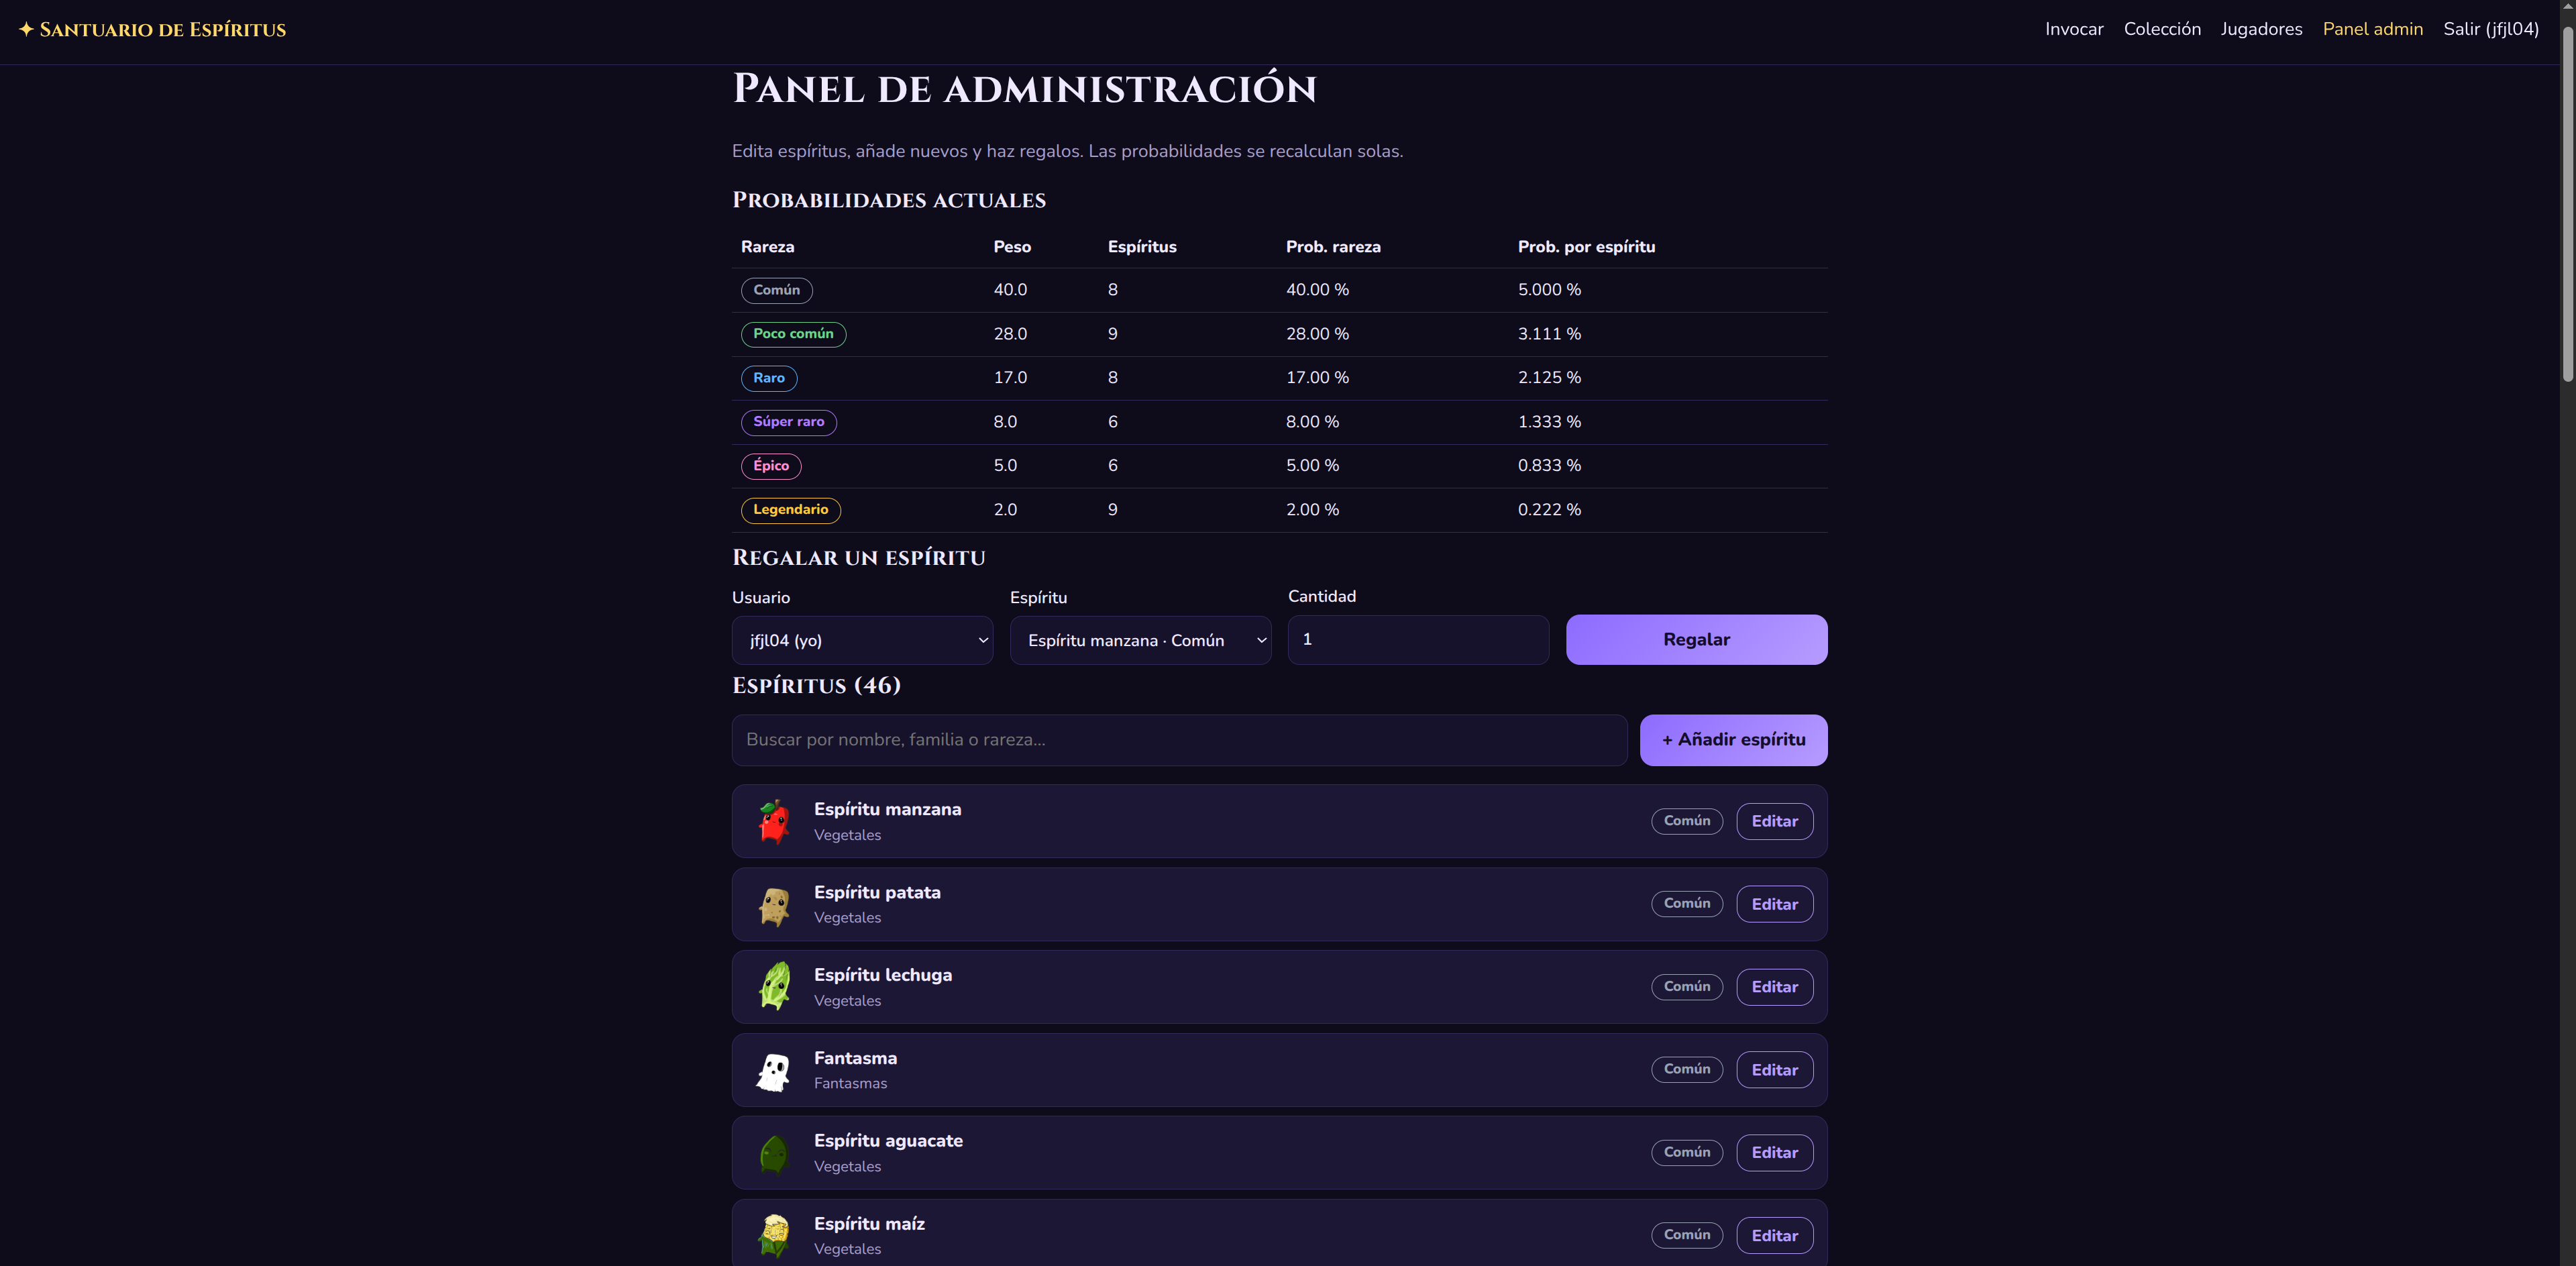 ✦ Santuario de Espíritus
Invocar Colección Jugadores Panel admin Salir (jfjl04)
Panel de administración
Edita espíritus, añade nuevos y haz regalos. Las probabilidades se recalculan solas.
Probabilidades actuales
Rareza Peso Espíritus Prob. rareza Prob. por espíritu
Común 40.0 8 40.00 % 5.000 %
Poco común 28.0 9 28.00 % 3.111 %
Raro 17.0 8 17.00 % 2.125 %
Súper raro 8.0 6 8.00 % 1.333 %
Épico 5.0 6 5.00 % 0.833 %
Legendario 2.0 9 2.00 % 0.222 %
Regalar un espíritu
Usuario Espíritu Cantidad
jfjl04 (yo) Espíritu manzana · Común 1 Regalar
Espíritus (46)
Buscar por nombre, familia o rareza... + Añadir espíritu
Espíritu manzana
Vegetales
Común Editar
Espíritu patata
Vegetales
Común Editar
Espíritu lechuga
Vegetales
Común Editar
Fantasma
Fantasmas
Común Editar
Espíritu aguacate
Vegetales
Común Editar
Espíritu maíz
Vegetales
Común Editar